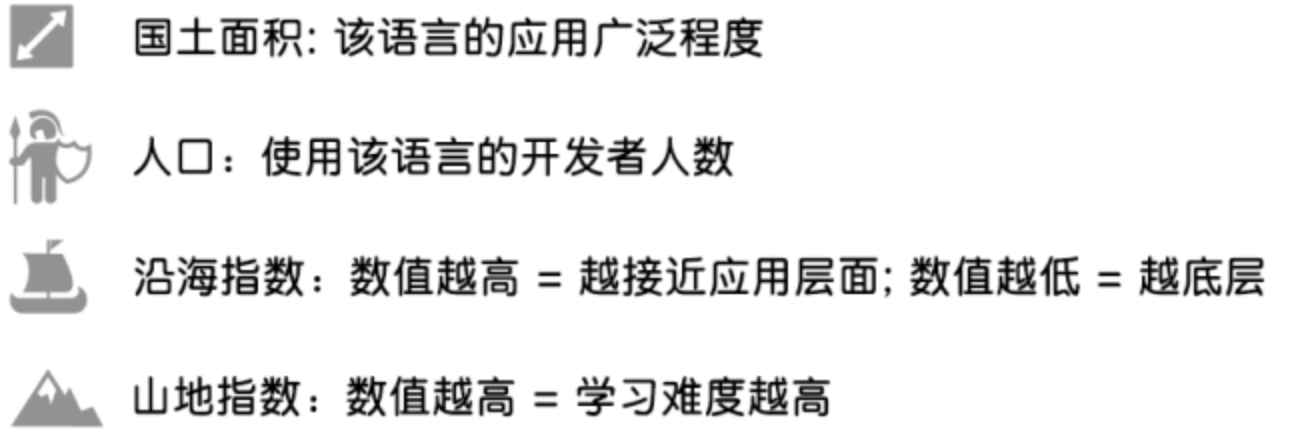 国土面积: 该语言的应用广泛程度
人口：使用该语言的开发者人数
沿海指数：数值越高 = 越接近应用层面; 数值越低 = 越底层
山地指数：数值越高 = 学习难度越高